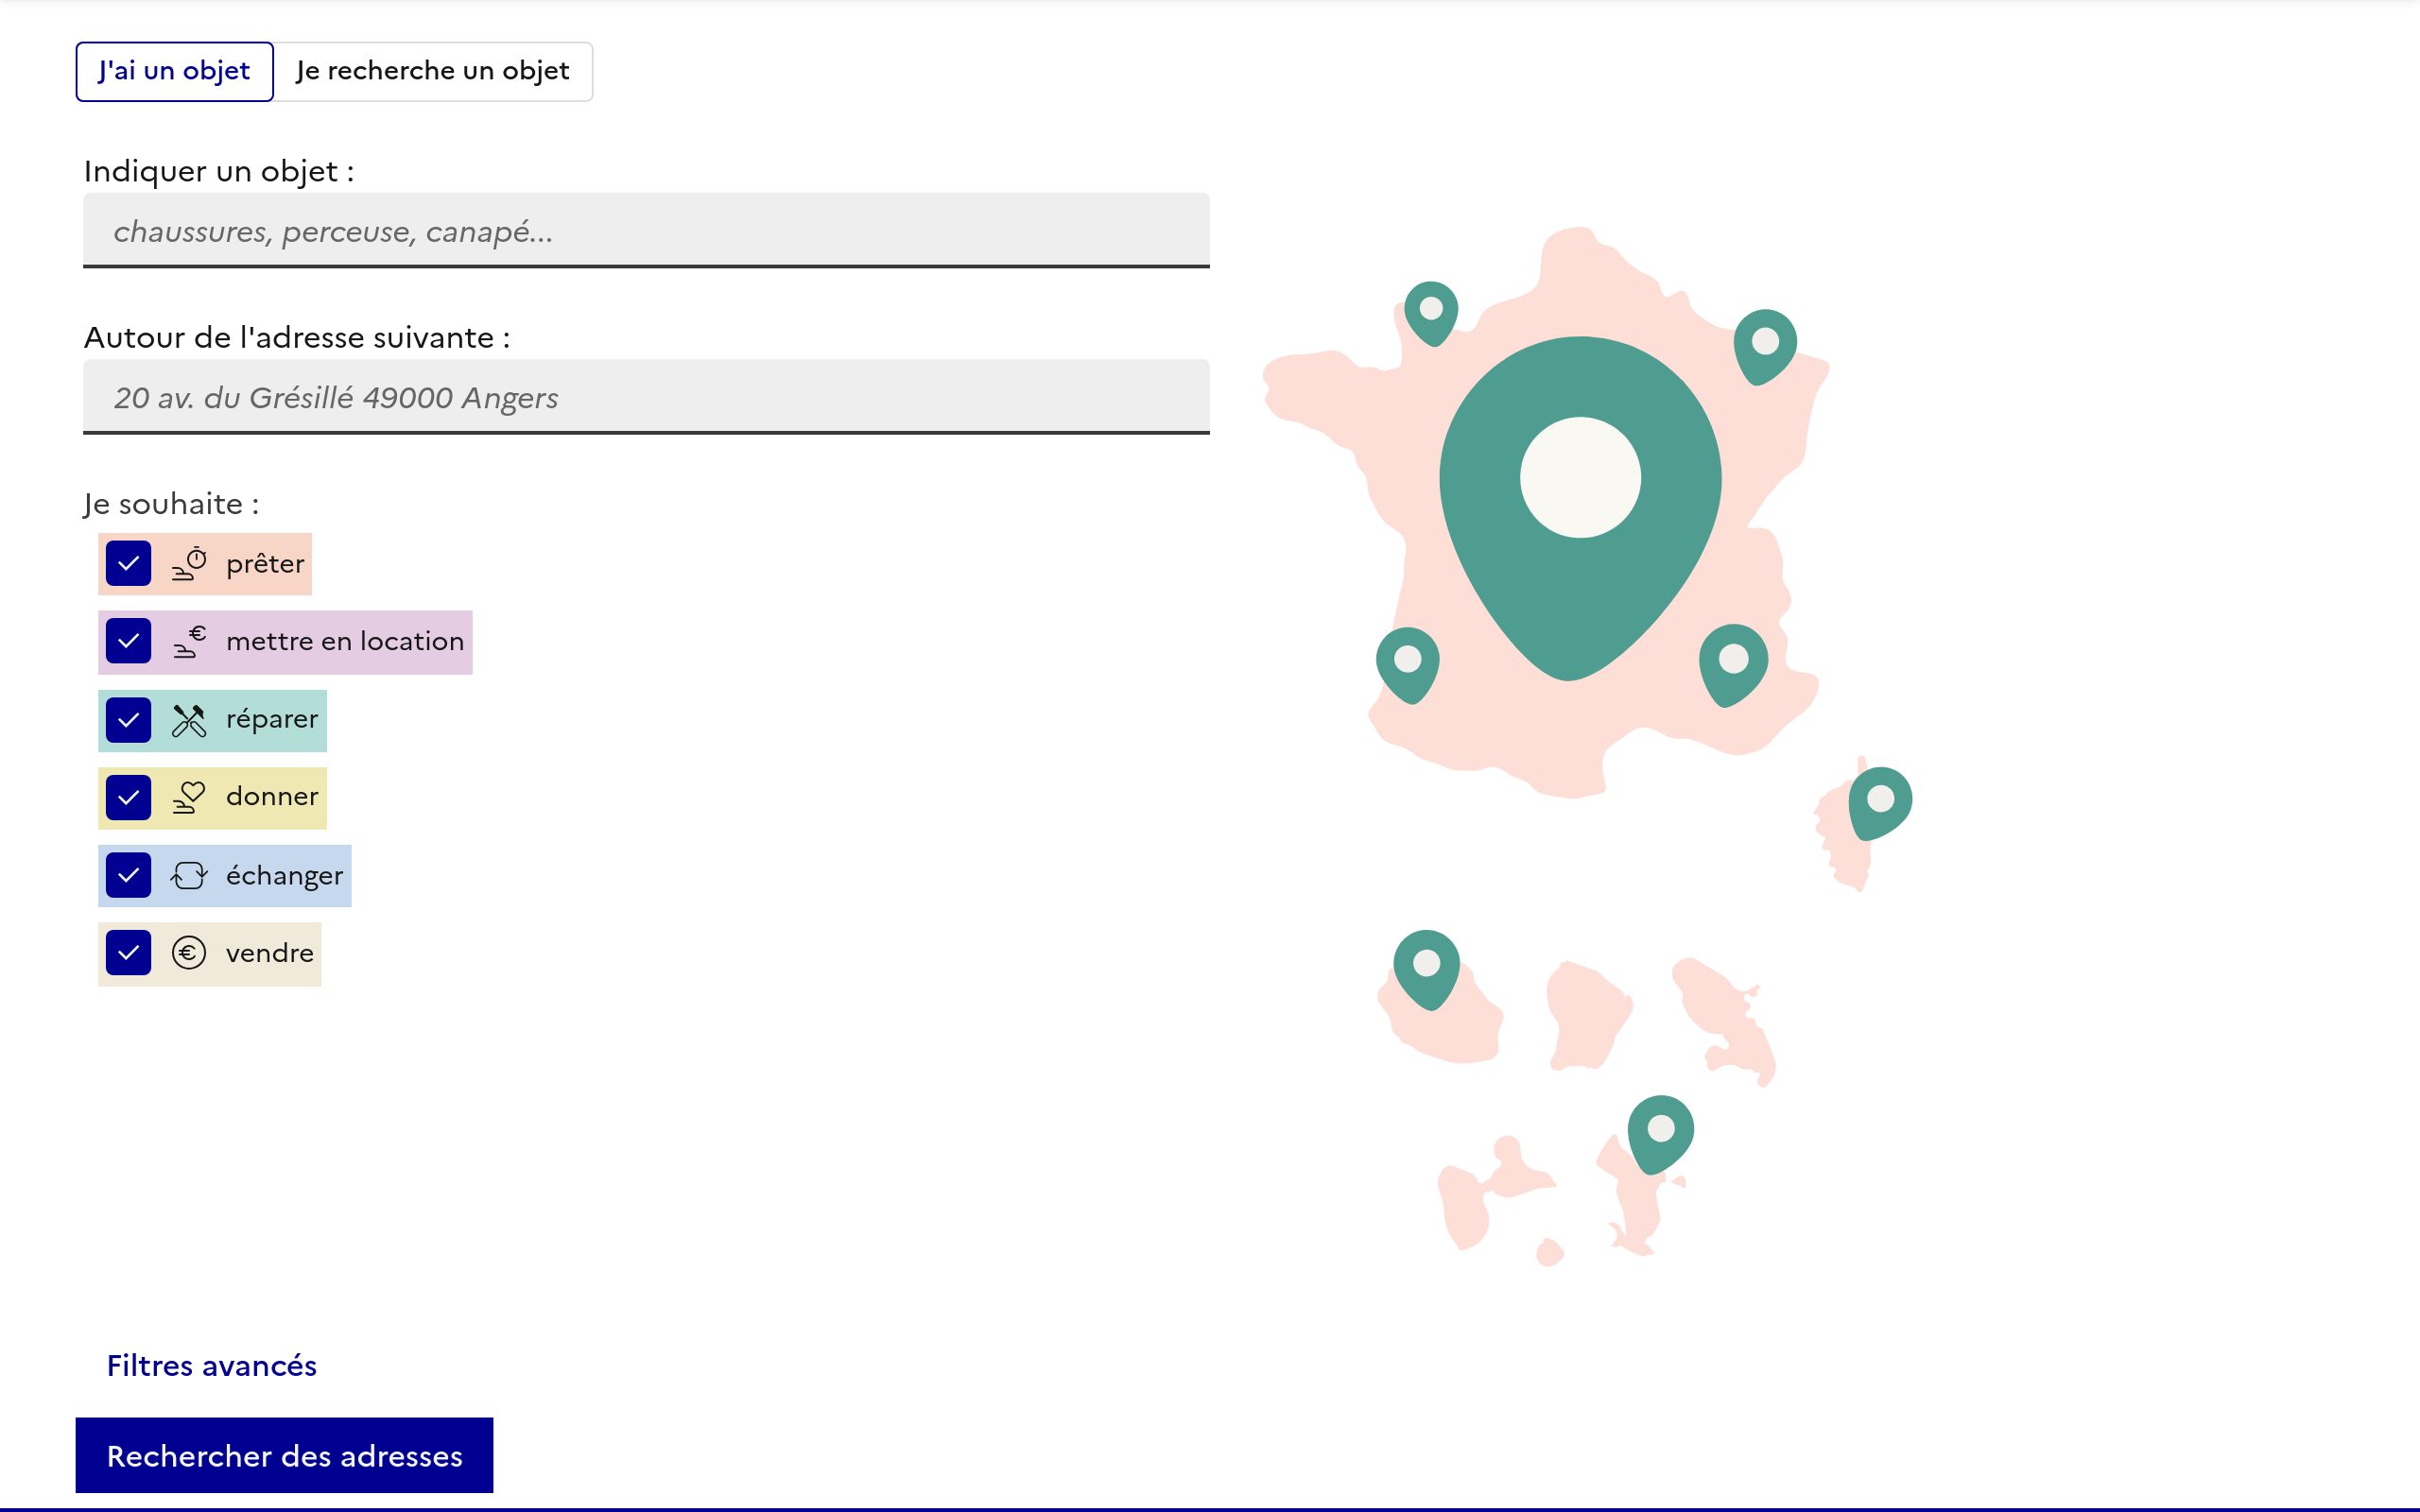 J'ai un objet
Je recherche un objet
Indiquer un objet :
chaussures, perceuse, canapé...
Autour de l'adresse suivante :
20 av. du Grésillé 49000 Angers
Je souhaite :
prêter
mettre en location
réparer
donner
échanger
vendre
Filtres avancés
Rechercher des adresses